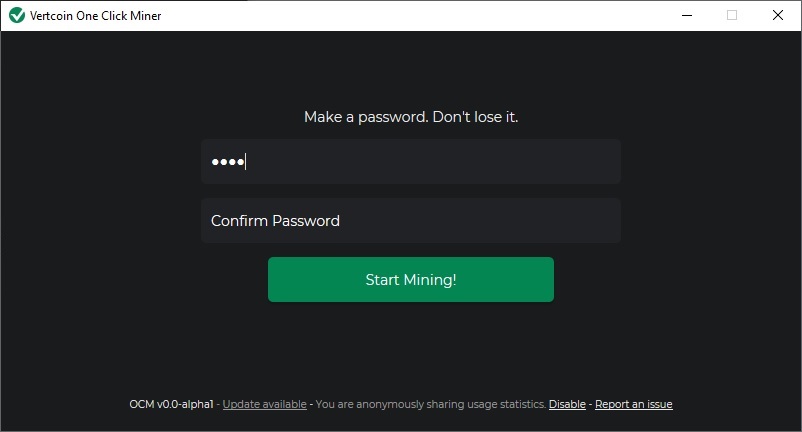 Vertcoin One Click Miner
Make a password. Don't lose it.
••••
Confirm Password
Start Mining!
OCM v0.0-alpha1 - Update available - You are anonymously sharing usage statistics. Disable - Report an issue